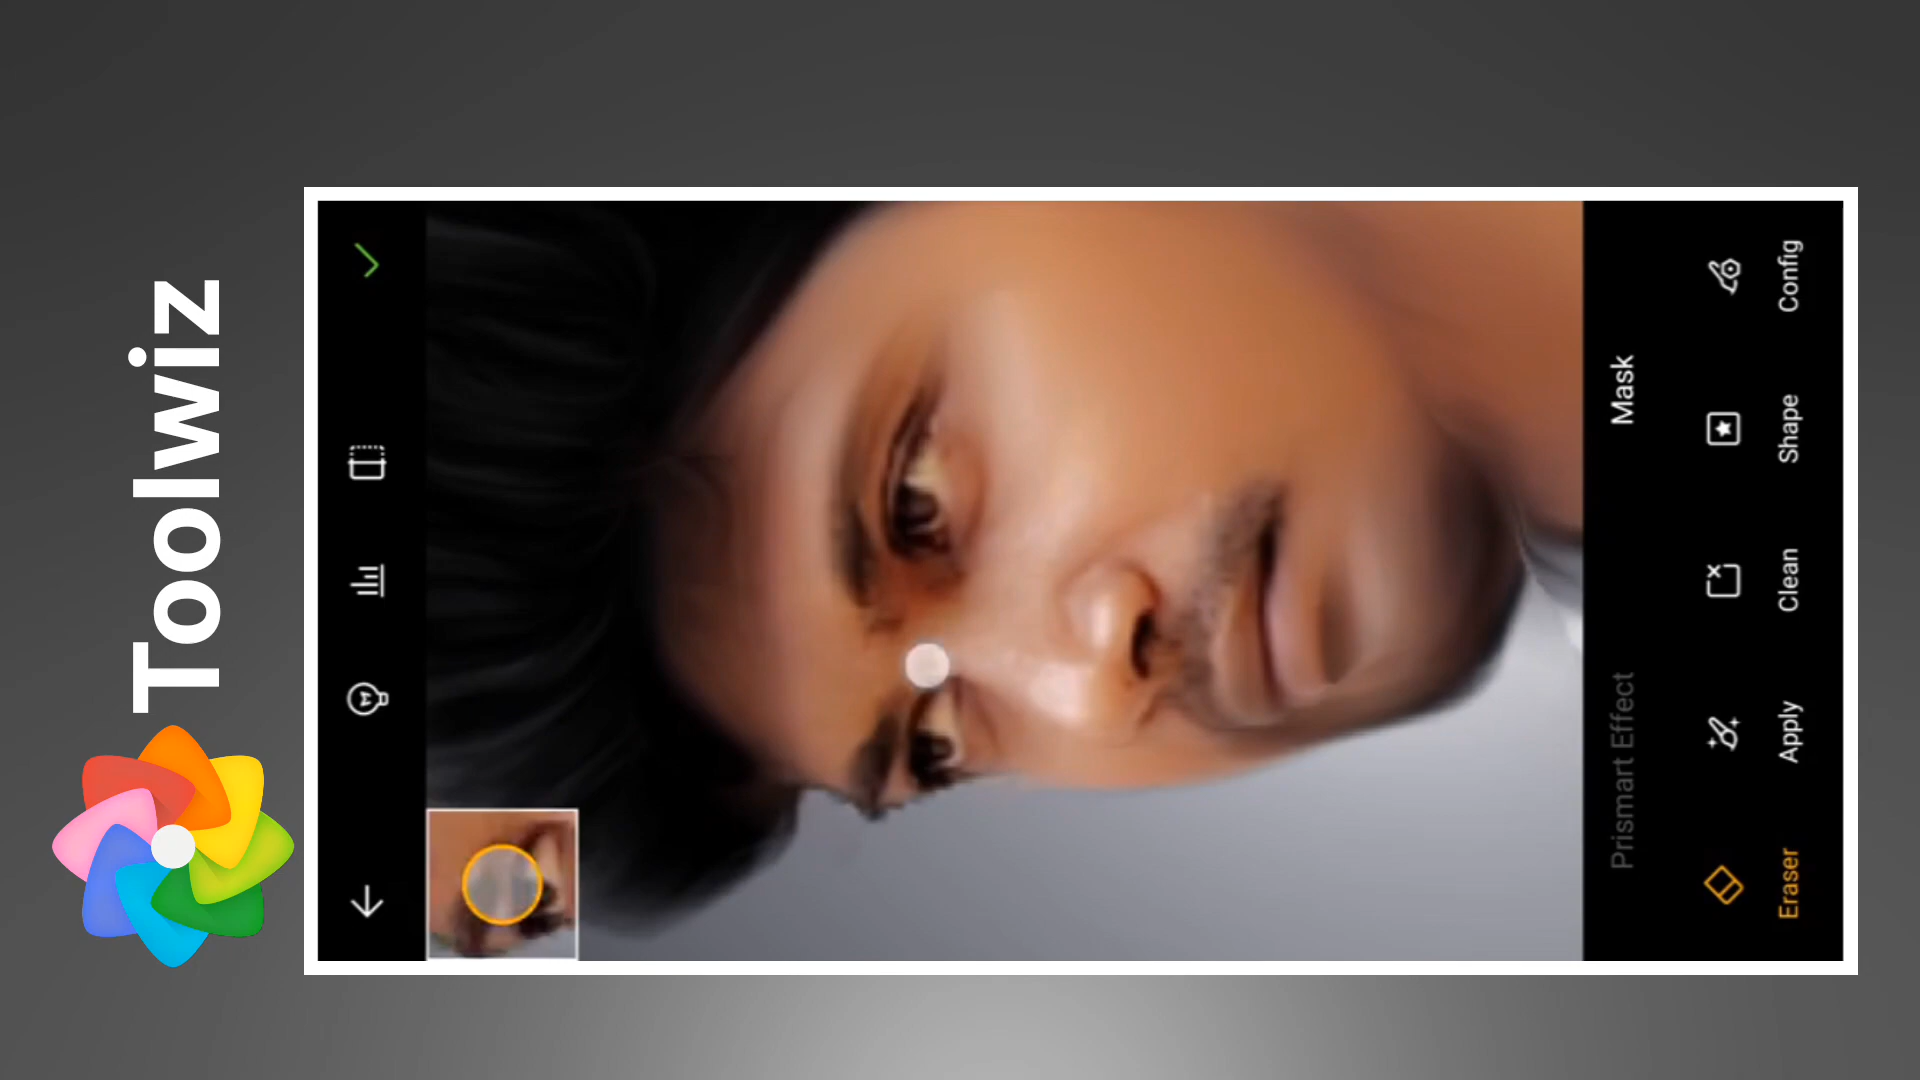 Toolwiz
Prismart Effect
Mask
Eraser
Apply
Clean
Shape
Config